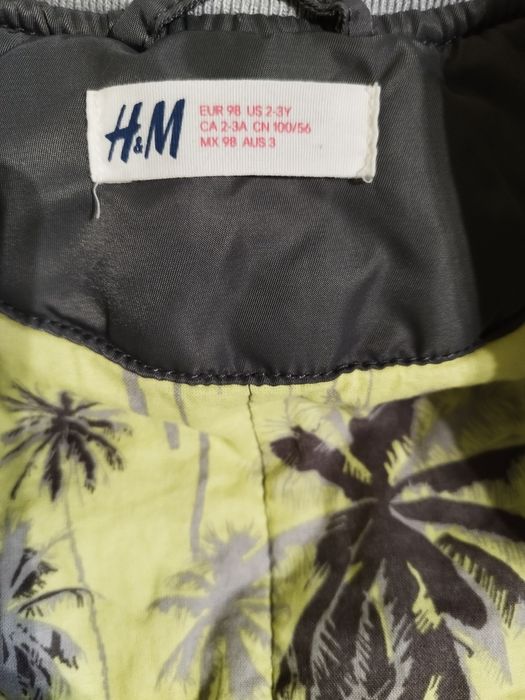 H&M
EUR 98 US 2-3Y
CA 2-3A CN 100/56
MX 98 AUS 3